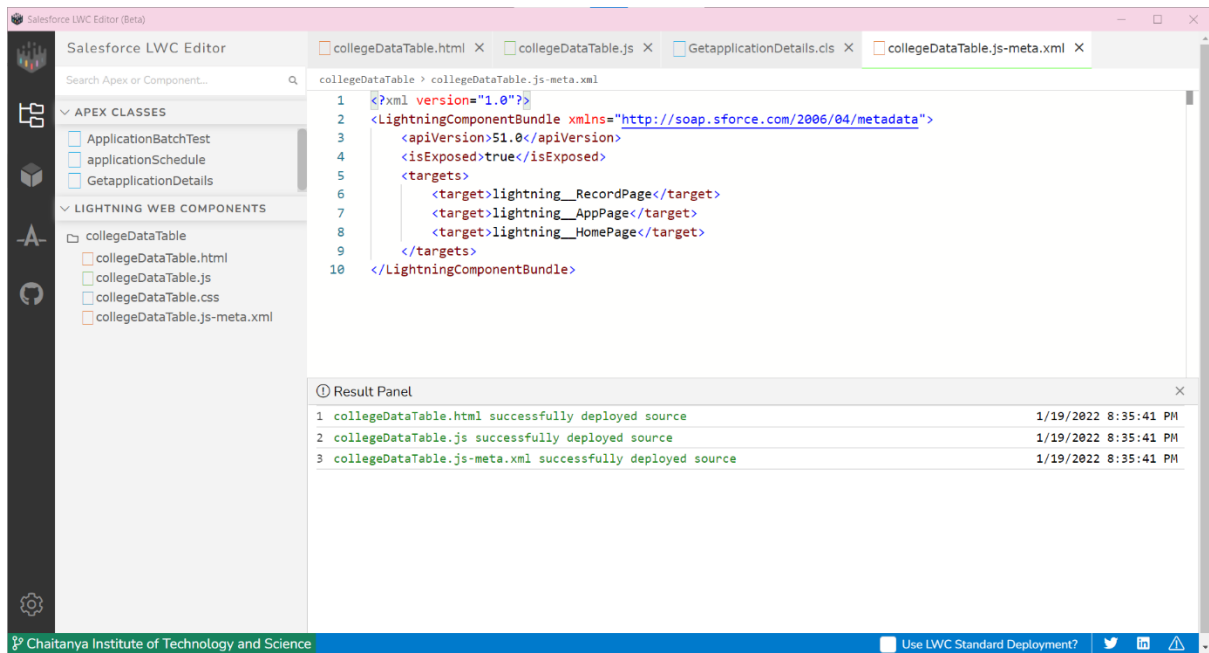 Salesforce LWC Editor (Beta)
Salesforce LWC Editor
Search Apex or Component...
APEX CLASSES
ApplicationBatchTest
applicationSchedule
GetapplicationDetails
LIGHTNING WEB COMPONENTS
collegeDataTable
collegeDataTable.html
collegeDataTable.js
collegeDataTable.css
collegeDataTable.js-meta.xml
collegeDataTable.html collegeDataTable.js GetapplicationDetails.cls collegeDataTable.js-meta.xml
collegeDataTable > collegeDataTable.js-meta.xml
1 <?xml version="1.0"?>
2 <LightningComponentBundle xmlns="http://soap.sforce.com/2006/04/metadata">
3 <apiVersion>51.0</apiVersion>
4 <isExposed>true</isExposed>
5 <targets>
6 <target>lightning__RecordPage</target>
7 <target>lightning__AppPage</target>
8 <target>lightning__HomePage</target>
9 </targets>
10 </LightningComponentBundle>
Result Panel
1 collegeDataTable.html successfully deployed source 1/19/2022 8:35:41 PM
2 collegeDataTable.js successfully deployed source 1/19/2022 8:35:41 PM
3 collegeDataTable.js-meta.xml successfully deployed source 1/19/2022 8:35:41 PM
Chaitanya Institute of Technology and Science Use LWC Standard Deployment?